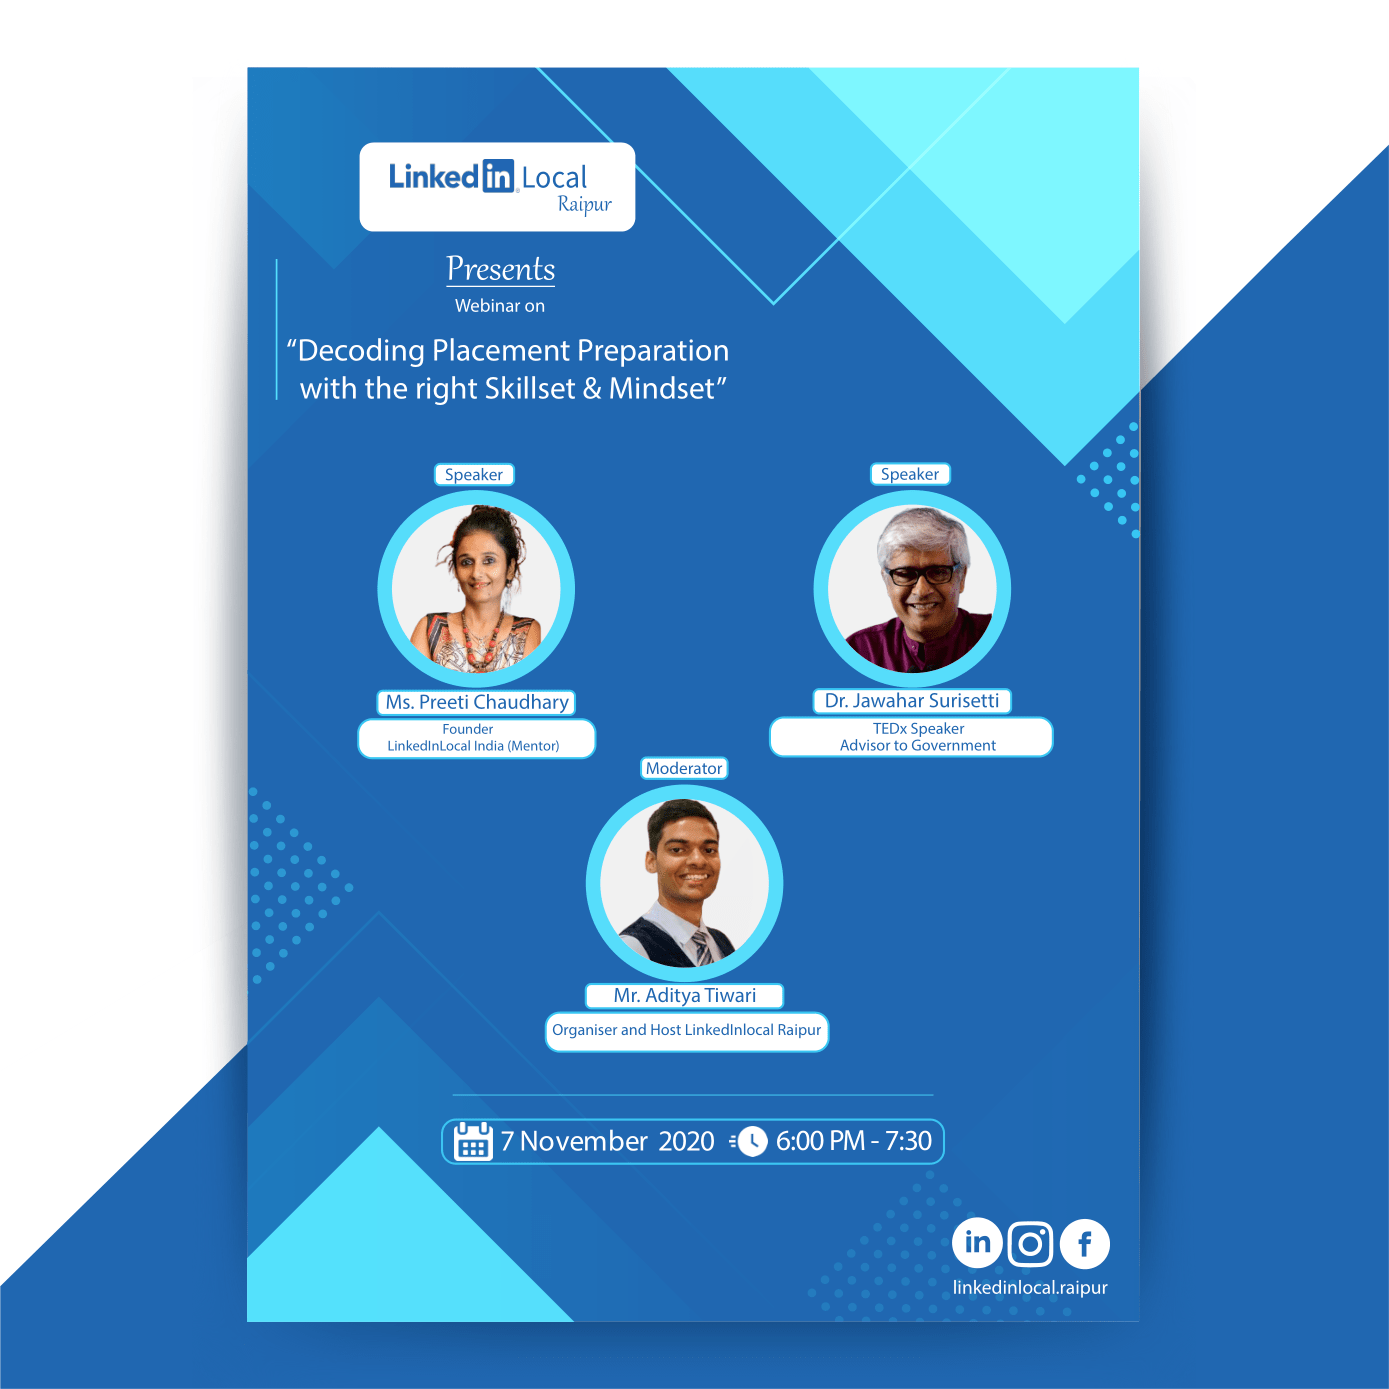 Linked in Local
Raipur
Presents
Webinar on
“Decoding Placement Preparation
with the right Skillset & Mindset”
Speaker
Ms. Preeti Chaudhary
Founder
LinkedInLocal India (Mentor)
Speaker
Dr. Jawahar Surisetti
TEDx Speaker
Advisor to Government
Moderator
Mr. Aditya Tiwari
Organiser and Host LinkedInlocal Raipur
7 November 2020 6:00 PM - 7:30
in f
linkedinlocal.raipur